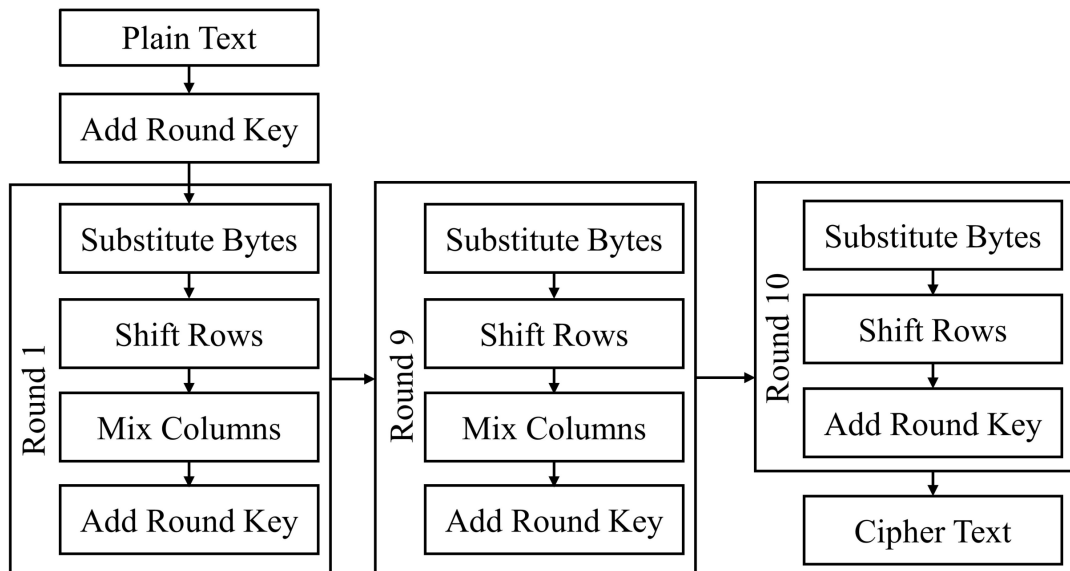 Plain Text
Add Round Key
Round 1
Substitute Bytes
Shift Rows
Mix Columns
Add Round Key
Round 9
Substitute Bytes
Shift Rows
Mix Columns
Add Round Key
Round 10
Substitute Bytes
Shift Rows
Add Round Key
Cipher Text